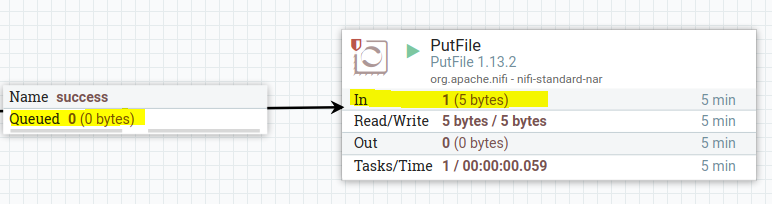 Name success
Queued 0 (0 bytes)
PutFile
PutFile 1.13.2
org.apache.nifi - nifi-standard-nar
In 1 (5 bytes) 5 min
Read/Write 5 bytes / 5 bytes 5 min
Out 0 (0 bytes) 5 min
Tasks/Time 1 / 00:00:00.059 5 min